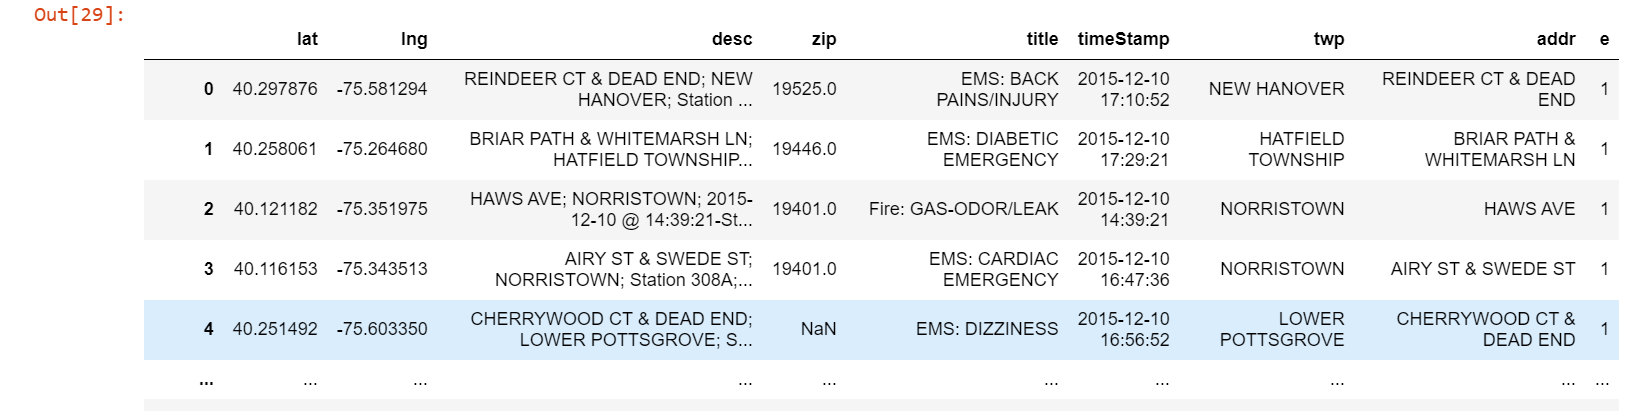 Out[29]:
lat lng desc zip title timeStamp twp addr e
0 40.297876 -75.581294 REINDEER CT & DEAD END; NEW HANOVER; Station ... 19525.0 EMS: BACK PAINS/INJURY 2015-12-10 17:10:52 NEW HANOVER REINDEER CT & DEAD END 1
1 40.258061 -75.264680 BRIAR PATH & WHITEMARSH LN; HATFIELD TOWNSHIP... 19446.0 EMS: DIABETIC EMERGENCY 2015-12-10 17:29:21 HATFIELD TOWNSHIP BRIAR PATH & WHITEMARSH LN 1
2 40.121182 -75.351975 HAWS AVE; NORRISTOWN; 2015-12-10 @ 14:39:21-St... 19401.0 Fire: GAS-ODOR/LEAK 2015-12-10 14:39:21 NORRISTOWN HAWS AVE 1
3 40.116153 -75.343513 AIRY ST & SWEDE ST; NORRISTOWN; Station 308A;... 19401.0 EMS: CARDIAC EMERGENCY 2015-12-10 16:47:36 NORRISTOWN AIRY ST & SWEDE ST 1
4 40.251492 -75.603350 CHERRYWOOD CT & DEAD END; LOWER POTTSGROVE; S... NaN EMS: DIZZINESS 2015-12-10 16:56:52 LOWER POTTSGROVE CHERRYWOOD CT & DEAD END 1
... ... ... ... ... ... ... ... ... ...